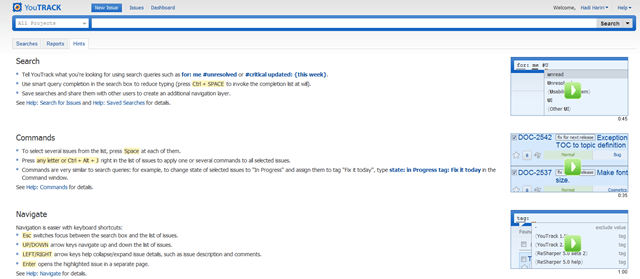 YouTRACK
New Issue
Issues
Dashboard
Welcome, Hadi Hariri
Help
All Projects
Search
Searches
Reports
Hints
Search
Tell YouTrack what you're looking for using search queries such as for: me #unresolved or #critical updated: {this week}.
Use smart query completion in the search box to reduce typing (press Ctrl + SPACE to invoke the completion list at will).
Save searches and share them with other users to create an additional navigation layer.
See Help: Search for Issues and Help: Saved Searches for details.
for: me #U
unread
Unreso
(Usabil am)
UI
(Other UI)
0:45
Commands
To select several issues from the list, press Space at each of them.
Press any letter or Ctrl + Alt + J right in the list of issues to apply one or several commands to all selected issues.
Commands are very similar to search queries: for example, to change state of selected issues to "In Progress" and assign them to tag "Fix it today", type state: in Progress tag: Fix it today in the
Command window.
See Help: Commands for details.
DOC-2542 fix for next release Exception
TOC to topic definition
Normal Bug
DOC-2537 fix for next release Make font
size.
Normal Cosmetics
0:35
Navigate
Navigation is easier with keyboard shortcuts:
Esc switches focus between the search box and the list of issues.
UP/DOWN arrow keys navigate up and down the list of issues.
LEFT/RIGHT arrow keys help collapse/expand issue details, such as issue description and comments.
Enter opens the highlighted issue in a separate page.
See Help: Navigate for details.
tag:
- exclude value
Found
(YouTrack 1. tag
(ReSharper 5.0 beta 2) tag
(ReSharper 5.0 help) tag
1:00